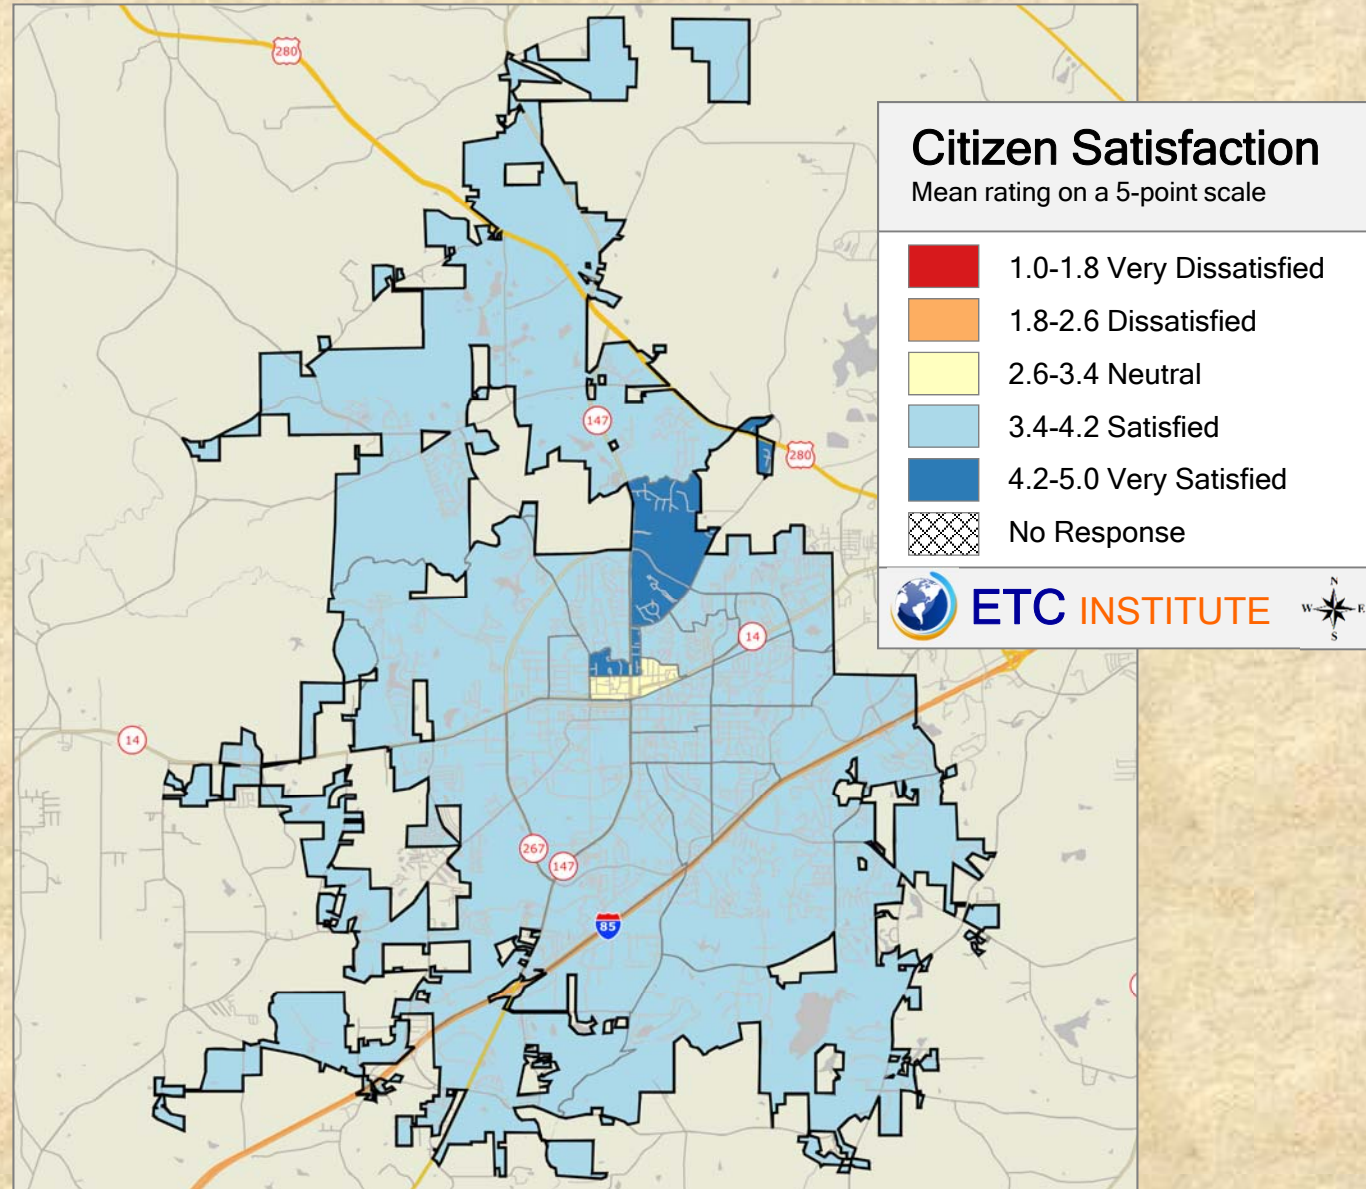 280
Citizen Satisfaction
Mean rating on a 5-point scale
1.0-1.8 Very Dissatisfied
1.8-2.6 Dissatisfied
2.6-3.4 Neutral
3.4-4.2 Satisfied
4.2-5.0 Very Satisfied
No Response
ETC INSTITUTE
N
W E
S
147
280
14
14
267
147
85